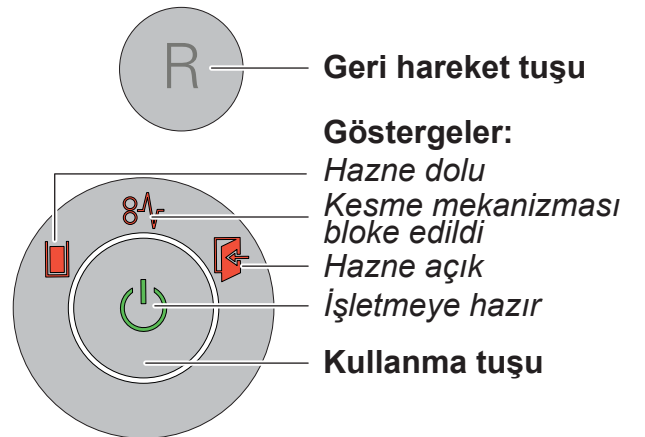 R
Geri hareket tuşu
Göstergeler:
Hazne dolu
Kesme mekanizması
bloke edildi
Hazne açık
İşletmeye hazır
Kullanma tuşu